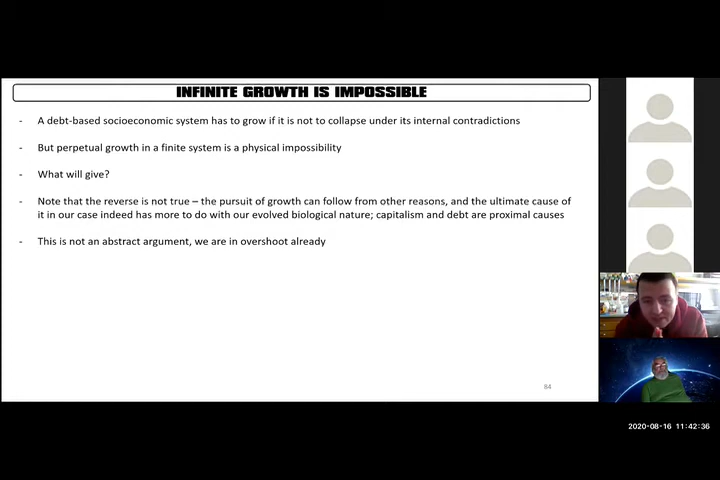 INFINITE GROWTH IS IMPOSSIBLE
- A debt-based socioeconomic system has to grow if it is not to collapse under its internal contradictions
- But perpetual growth in a finite system is a physical impossibility
- What will give?
- Note that the reverse is not true – the pursuit of growth can follow from other reasons, and the ultimate cause of
it in our case indeed has more to do with our evolved biological nature; capitalism and debt are proximal causes
- This is not an abstract argument, we are in overshoot already
84
2020-08-16 11:42:36